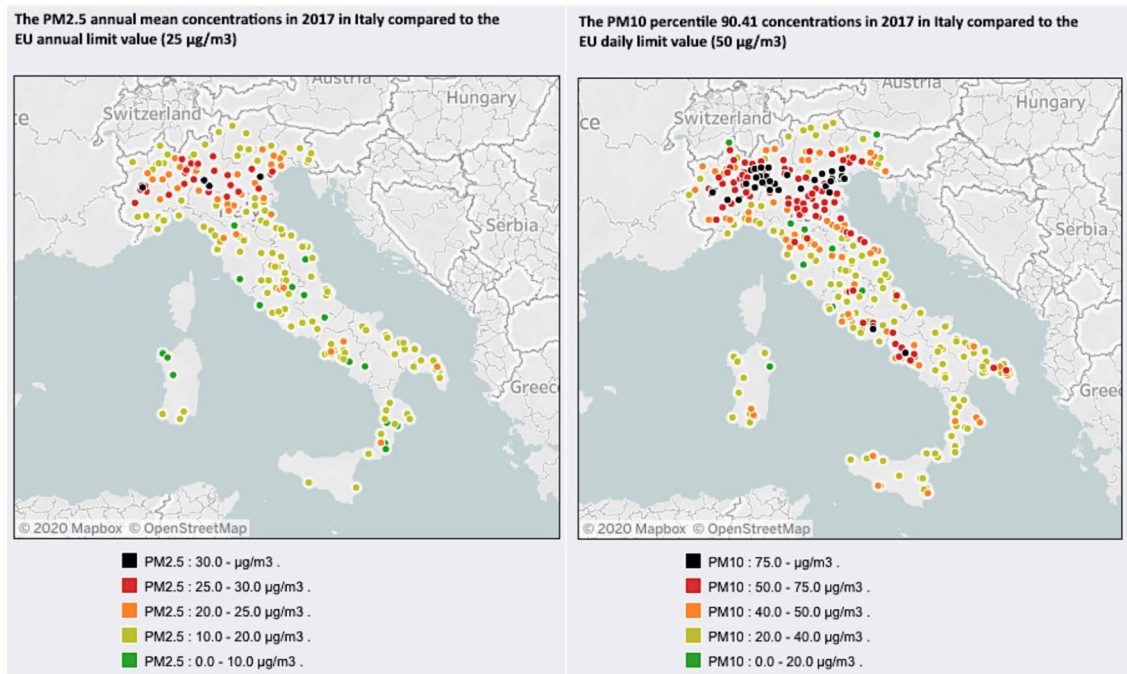 The PM2.5 annual mean concentrations in 2017 in Italy compared to the
EU annual limit value (25 µg/m3)
Austria
Hungary
Switzerland
ce
Serbia
Greec
© 2020 Mapbox © OpenStreetMap
PM2.5 : 30.0 - µg/m3 .
PM2.5 : 25.0 - 30.0 µg/m3 .
PM2.5 : 20.0 - 25.0 µg/m3 .
PM2.5 : 10.0 - 20.0 µg/m3 .
PM2.5 : 0.0 - 10.0 µg/m3 .
The PM10 percentile 90.41 concentrations in 2017 in Italy compared to the
EU daily limit value (50 µg/m3)
Austria
Hungary
Switzerland
ce
Serbia
Greec
© 2020 Mapbox © OpenStreetMap
PM10 : 75.0 - µg/m3 .
PM10 : 50.0 - 75.0 µg/m3 .
PM10 : 40.0 - 50.0 µg/m3 .
PM10 : 20.0 - 40.0 µg/m3 .
PM10 : 0.0 - 20.0 µg/m3 .